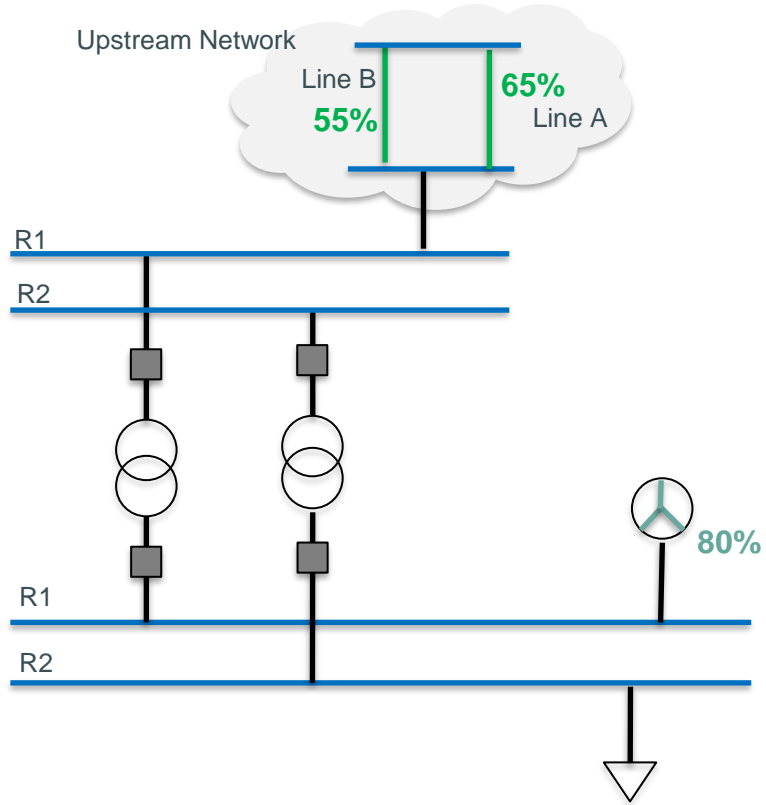 Upstream Network
Line B
55%
65%
Line A
R1
R2
80%
R1
R2